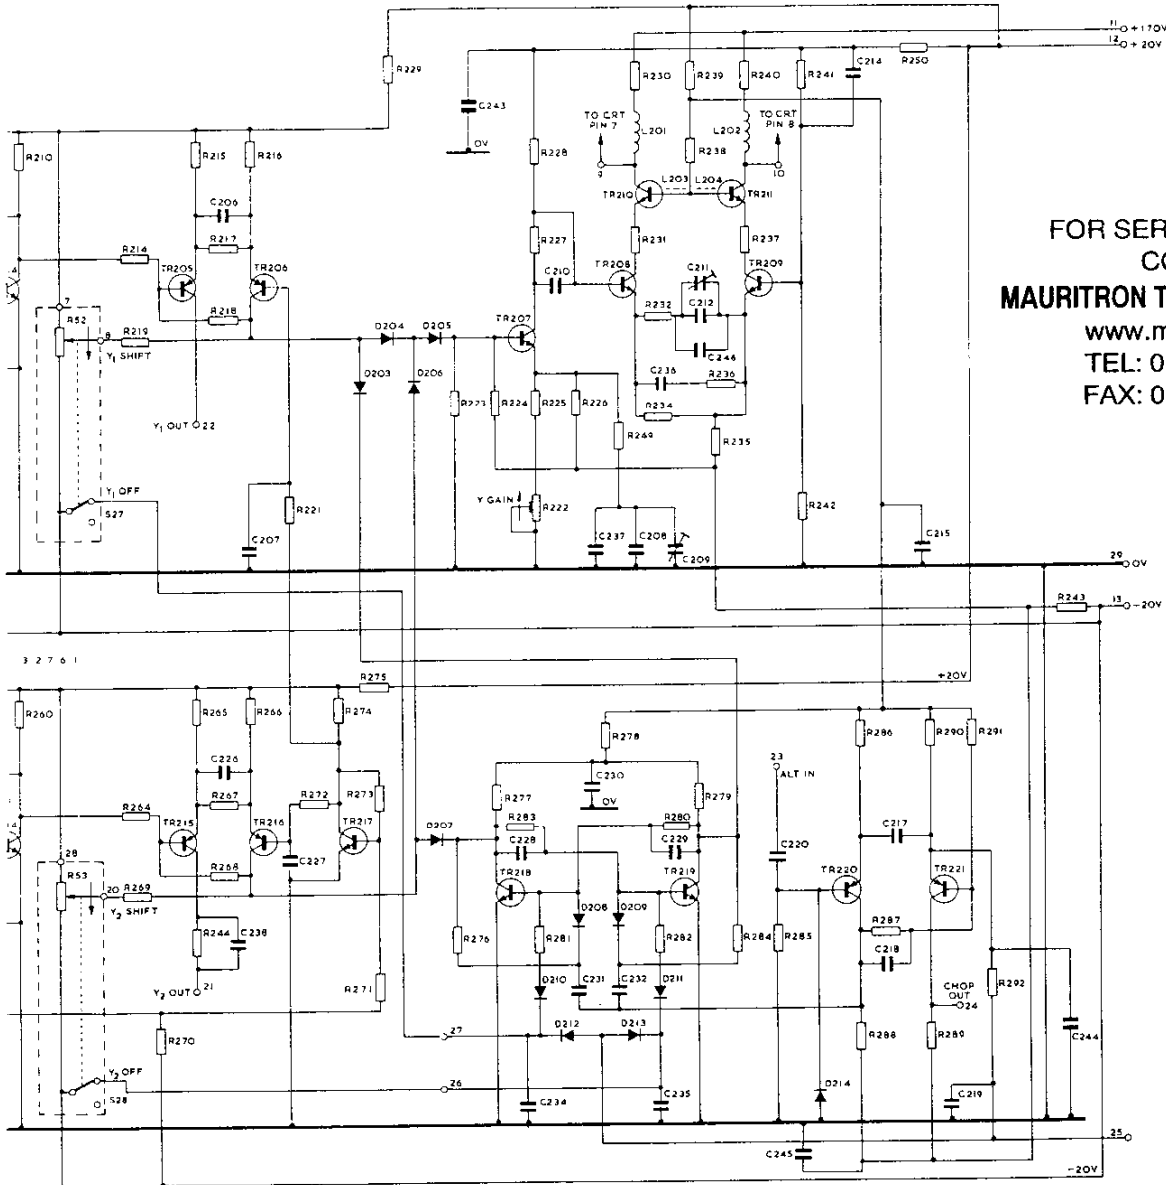 11 +170V
12 +20V
R229
C243
0V
R230
R239
R240
R241
C214
R250
TO CRT PIN 7
TO CRT PIN 8
L201
L202
R238
9
10
L203
L204
TR210
TR211
R210
R215
R216
R228
C206
R217
R214
TR205
TR206
R218
R227
C210
R231
R237
TR208
TR209
C211
R232
C212
C246
7
R52
8
R219
Y1 SHIFT
D204
D205
TR207
D203
D206
C236
R236
R223
R224
R225
R226
R234
R235
R249
Y1 OUT
22
Y1 OFF
S27
R221
C207
Y GAIN
R222
C237
C208
C209
R242
C215
29 0V
R243
13 -20V
FOR SER
CO
MAURITRON T
www.m
TEL: 0
FAX: 0
3 2 7 6 1
R275
+20V
R260
R265
R266
R274
R278
R286
R290
R291
C226
R267
R272
R273
C230
0V
R277
R279
23
ALT IN
R264
TR215
TR216
TR217
D207
R283
C228
R280
C229
C217
C220
28
R268
C227
TR218
TR219
TR220
TR221
R53
20
R269
Y2 SHIFT
D208
D209
R244
C238
R276
R281
R282
R284
R285
R287
C218
Y2 OUT
21
R271
D210
C231
C232
D211
CHOP OUT
24
R292
R270
27
D212
D213
R288
R289
C244
Y2 OFF
S28
26
C234
C235
D214
C219
25
C245
-20V